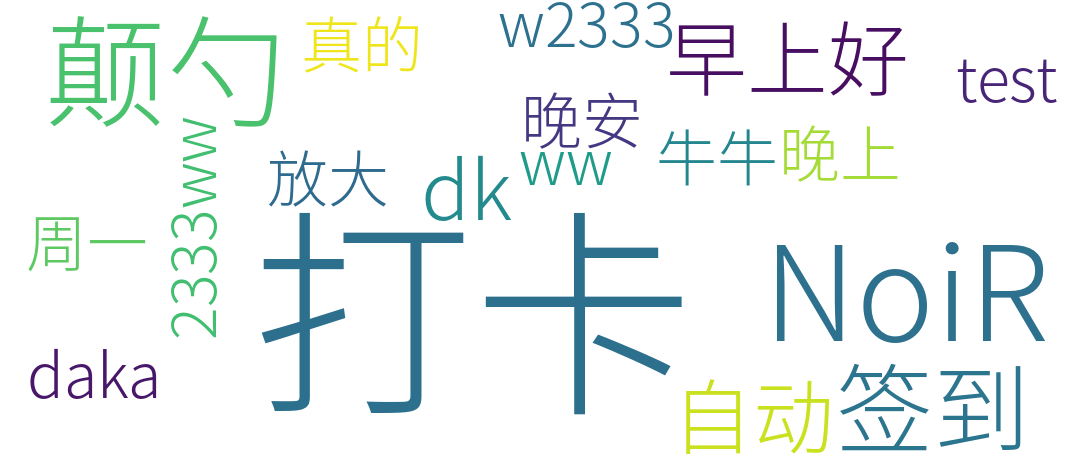 颠勺
真的
w2333
早上好
test
晚安
ww
牛牛
晚上
放大
dk
2333ww
周一
打卡
NoiR
daka
自动
签到